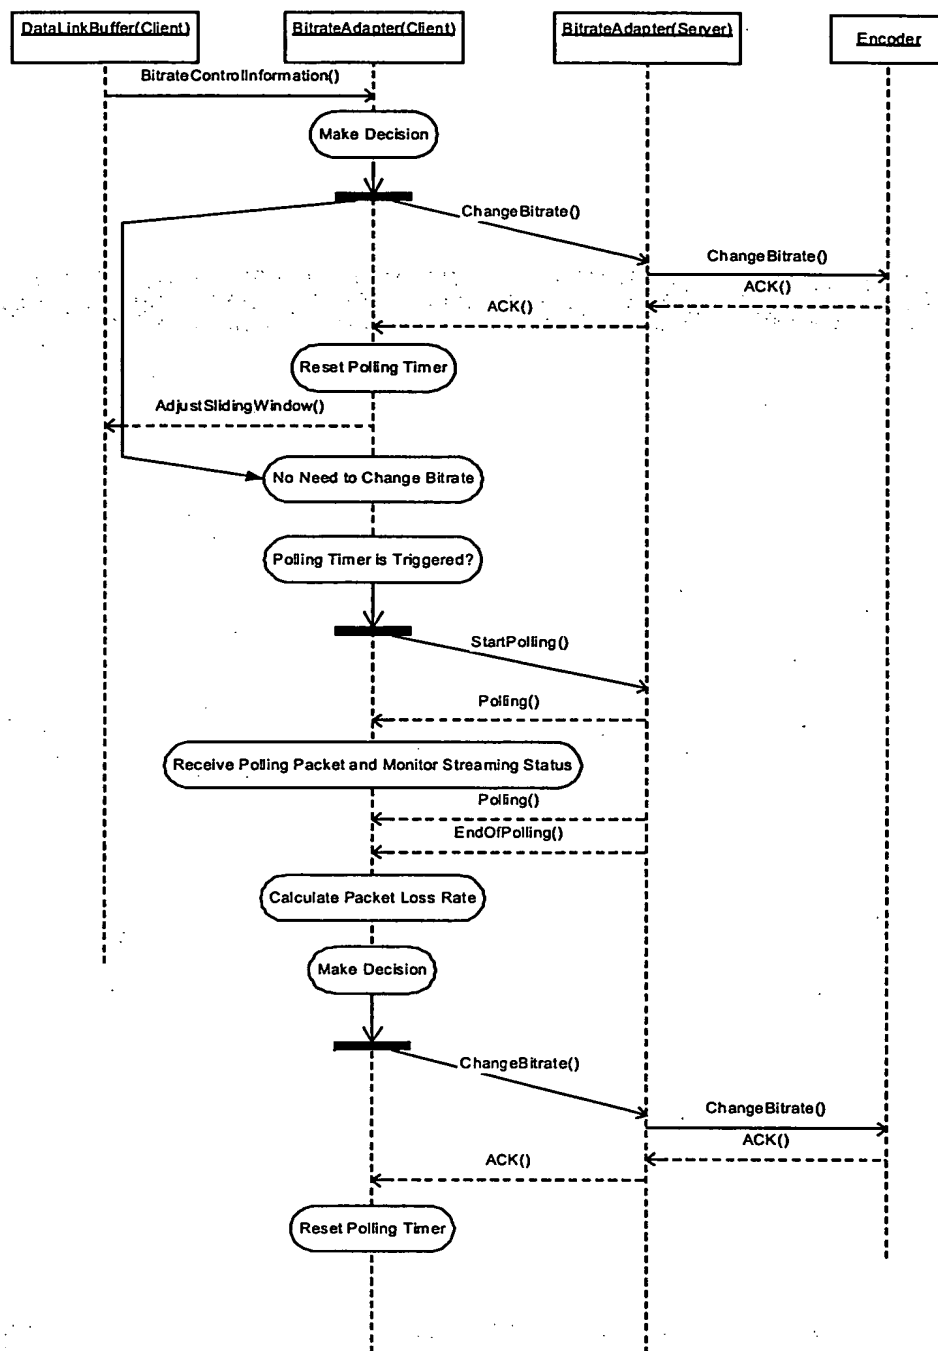 DataLinkBuffer(Client)
BitrateAdapter(Client)
BitrateAdapter(Server)
Encoder
BitrateControlInformation()
Make Decision
ChangeBitrate()
ChangeBitrate()
ACK()
ACK()
Reset Polling Timer
AdjustSlidingWindow()
No Need to Change Bitrate
Polling Timer is Triggered?
StartPolling()
Polling()
Receive Polling Packet and Monitor Streaming Status
Polling()
EndOfPolling()
Calculate Packet Loss Rate
Make Decision
ChangeBitrate()
ChangeBitrate()
ACK()
ACK()
Reset Polling Timer